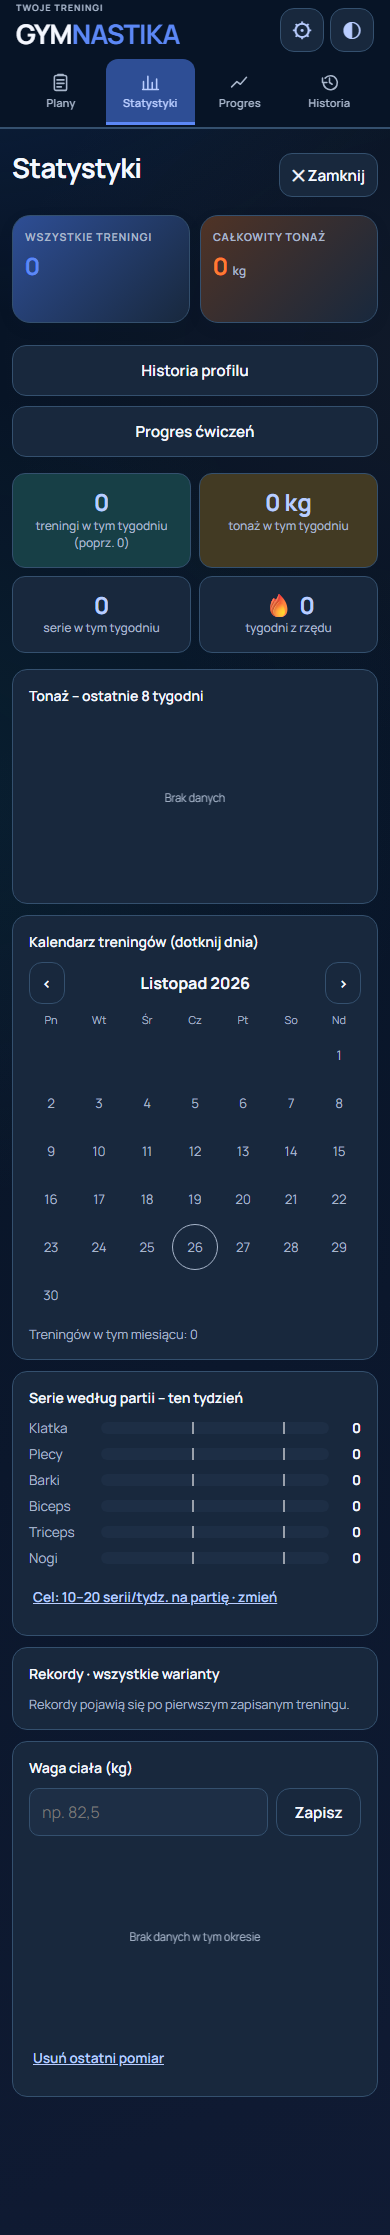 TWOJE TRENINGI
GYMNASTIKA
Plany
Statystyki
Progres
Historia
Statystyki
✕ Zamknij
WSZYSTKIE TRENINGI
0
CAŁKOWITY TONAŻ
0 kg
Historia profilu
Progres ćwiczeń
0
treningi w tym tygodniu
(poprz. 0)
0 kg
tonaż w tym tygodniu
0
serie w tym tygodniu
🔥 0
tygodni z rzędu
Tonaż – ostatnie 8 tygodni
Brak danych
Kalendarz treningów (dotknij dnia)
‹ Listopad 2026 ›
Pn Wt Śr Cz Pt So Nd
1
2 3 4 5 6 7 8
9 10 11 12 13 14 15
16 17 18 19 20 21 22
23 24 25 26 27 28 29
30
Treningów w tym miesiącu: 0
Serie według partii – ten tydzień
Klatka 0
Plecy 0
Barki 0
Biceps 0
Triceps 0
Nogi 0
Cel: 10–20 serii/tydz. na partię · zmień
Rekordy · wszystkie warianty
Rekordy pojawią się po pierwszym zapisanym treningu.
Waga ciała (kg)
np. 82,5
Zapisz
Brak danych w tym okresie
Usuń ostatni pomiar